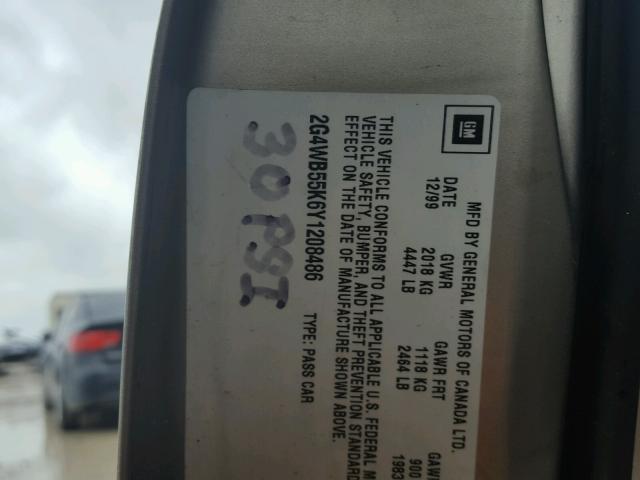 GM
MFD BY GENERAL MOTORS OF CANADA LTD.
DATE GVWR GAWR FRT
12/99 2018 KG 1118 KG 900
4447 LB 2464 LB 1983
THIS VEHICLE CONFORMS TO ALL APPLICABLE U.S. FEDERAL
VEHICLE SAFETY, BUMPER, AND THEFT PREVENTION
EFFECT ON THE DATE OF MANUFACTURE SHOWN ABOVE.
2G4WB55K6Y1208486 TYPE: PASS CAR
30 PSI